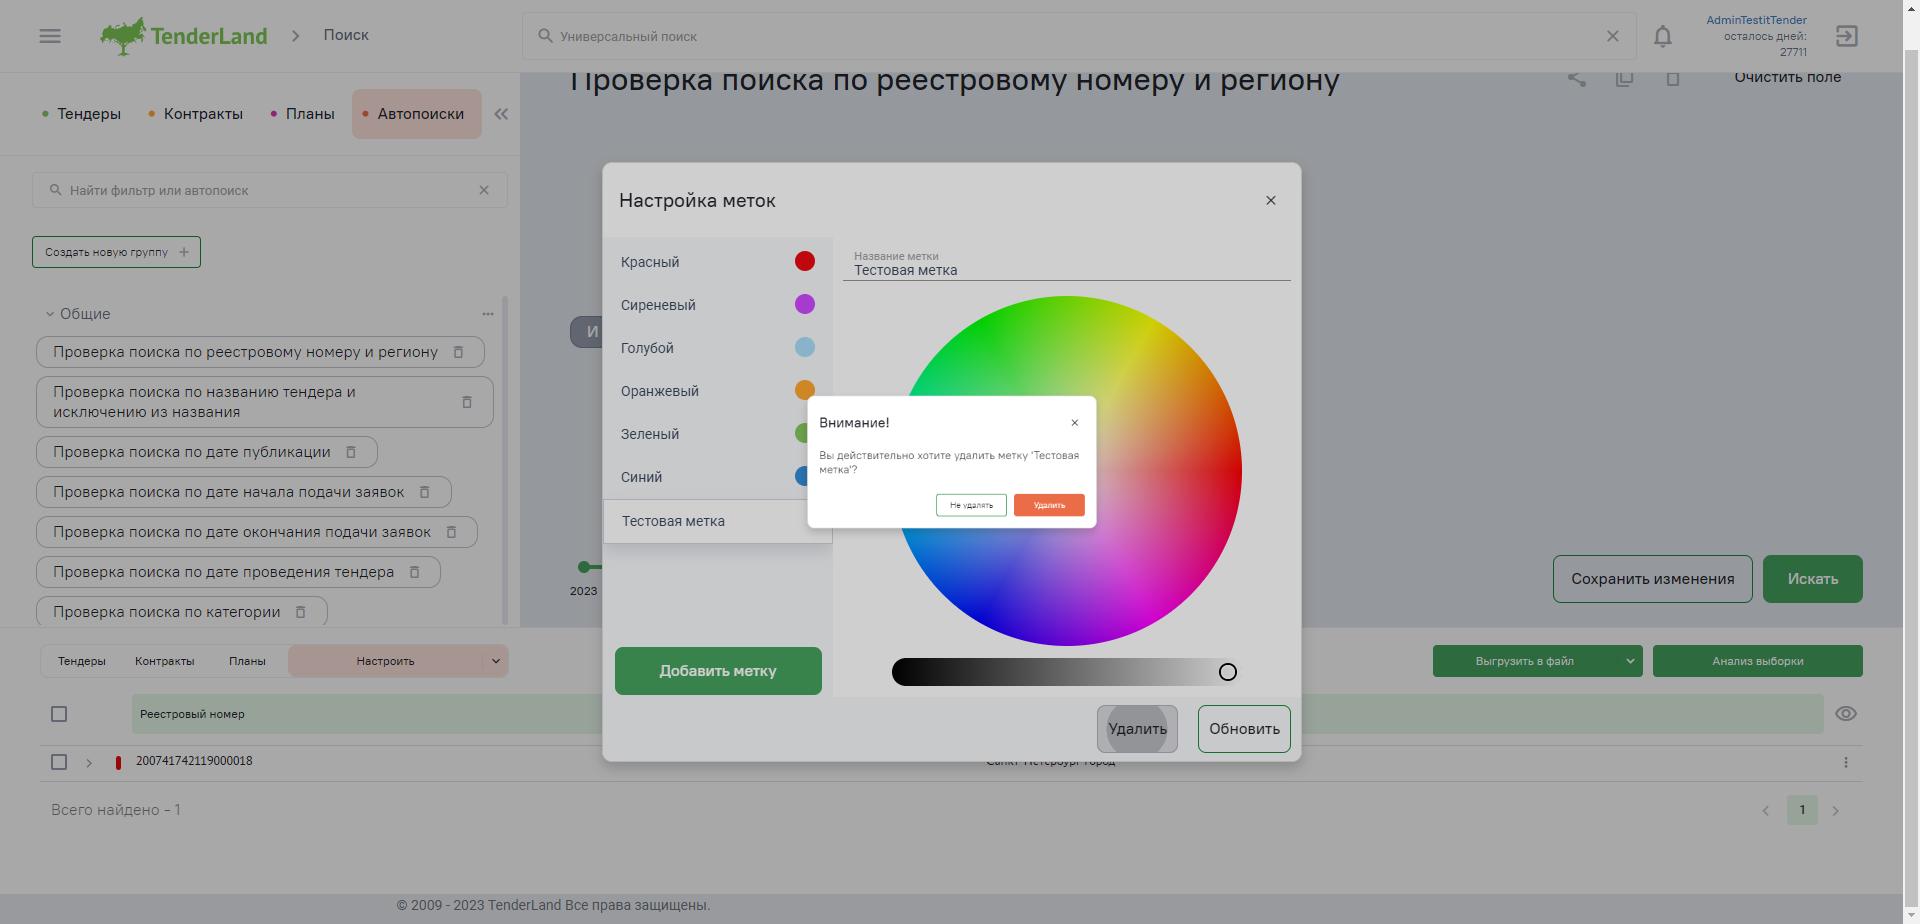 TenderLand
Поиск
Универсальный поиск
AdminTestitTender
осталось дней:
27711
Тендеры
Контракты
Планы
Автопоиски
Проверка поиска по реестровому номеру и региону
Очистить поле
Найти фильтр или автопоиск
Создать новую группу
Общие
Проверка поиска по реестровому номеру и региону
Проверка поиска по названию тендера и
исключению из названия
Проверка поиска по дате публикации
Проверка поиска по дате начала подачи заявок
Проверка поиска по дате окончания подачи заявок
Проверка поиска по дате проведения тендера
Проверка поиска по категории
И
2023
Настройка меток
Красный
Сиреневый
Голубой
Оранжевый
Зеленый
Синий
Тестовая метка
Добавить метку
Название метки
Тестовая метка
Внимание!
Вы действительно хотите удалить метку 'Тестовая
метка'?
Не удалять
Удалить
Удалить
Обновить
Сохранить изменения
Искать
Тендеры
Контракты
Планы
Настроить
Выгрузить в файл
Анализ выборки
Реестровый номер
200741742119000018
Санкт-Петербург город
Всего найдено - 1
1
© 2009 - 2023 TenderLand Все права защищены.